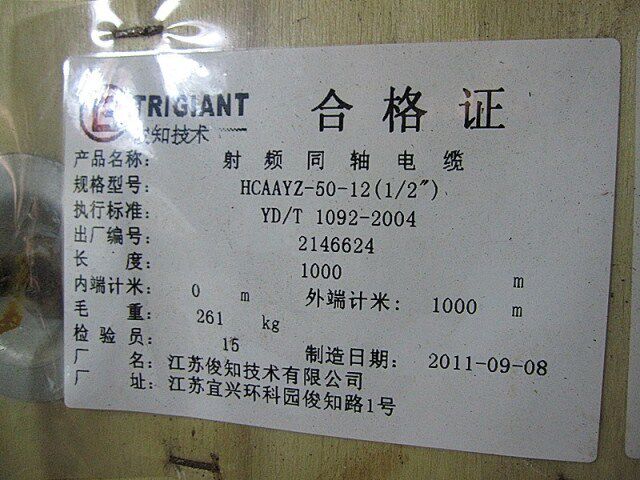 TRIGIANT
俊知技术
合格证
产品名称: 射频同轴电缆
规格型号: HCAAYZ-50-12(1/2")
执行标准: YD/T 1092-2004
出厂编号: 2146624
长 度: 1000 m
内端计米: 0 m 外端计米: 1000 m
毛 重: 261 kg
检 验 员: 15 制造日期: 2011-09-08
厂 名: 江苏俊知技术有限公司
厂 址: 江苏宜兴环科园俊知路1号